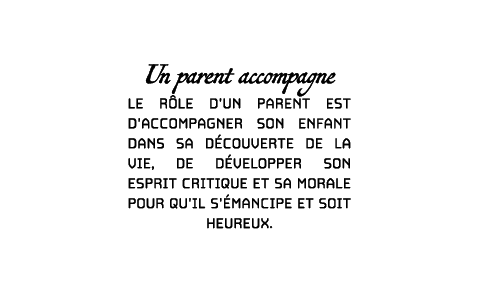 Un parent accompagne
LE RÔLE D'UN PARENT EST
D'ACCOMPAGNER SON ENFANT
DANS SA DÉCOUVERTE DE LA
VIE, DE DÉVELOPPER SON
ESPRIT CRITIQUE ET SA MORALE
POUR QU'IL S'ÉMANCIPE ET SOIT
HEUREUX.